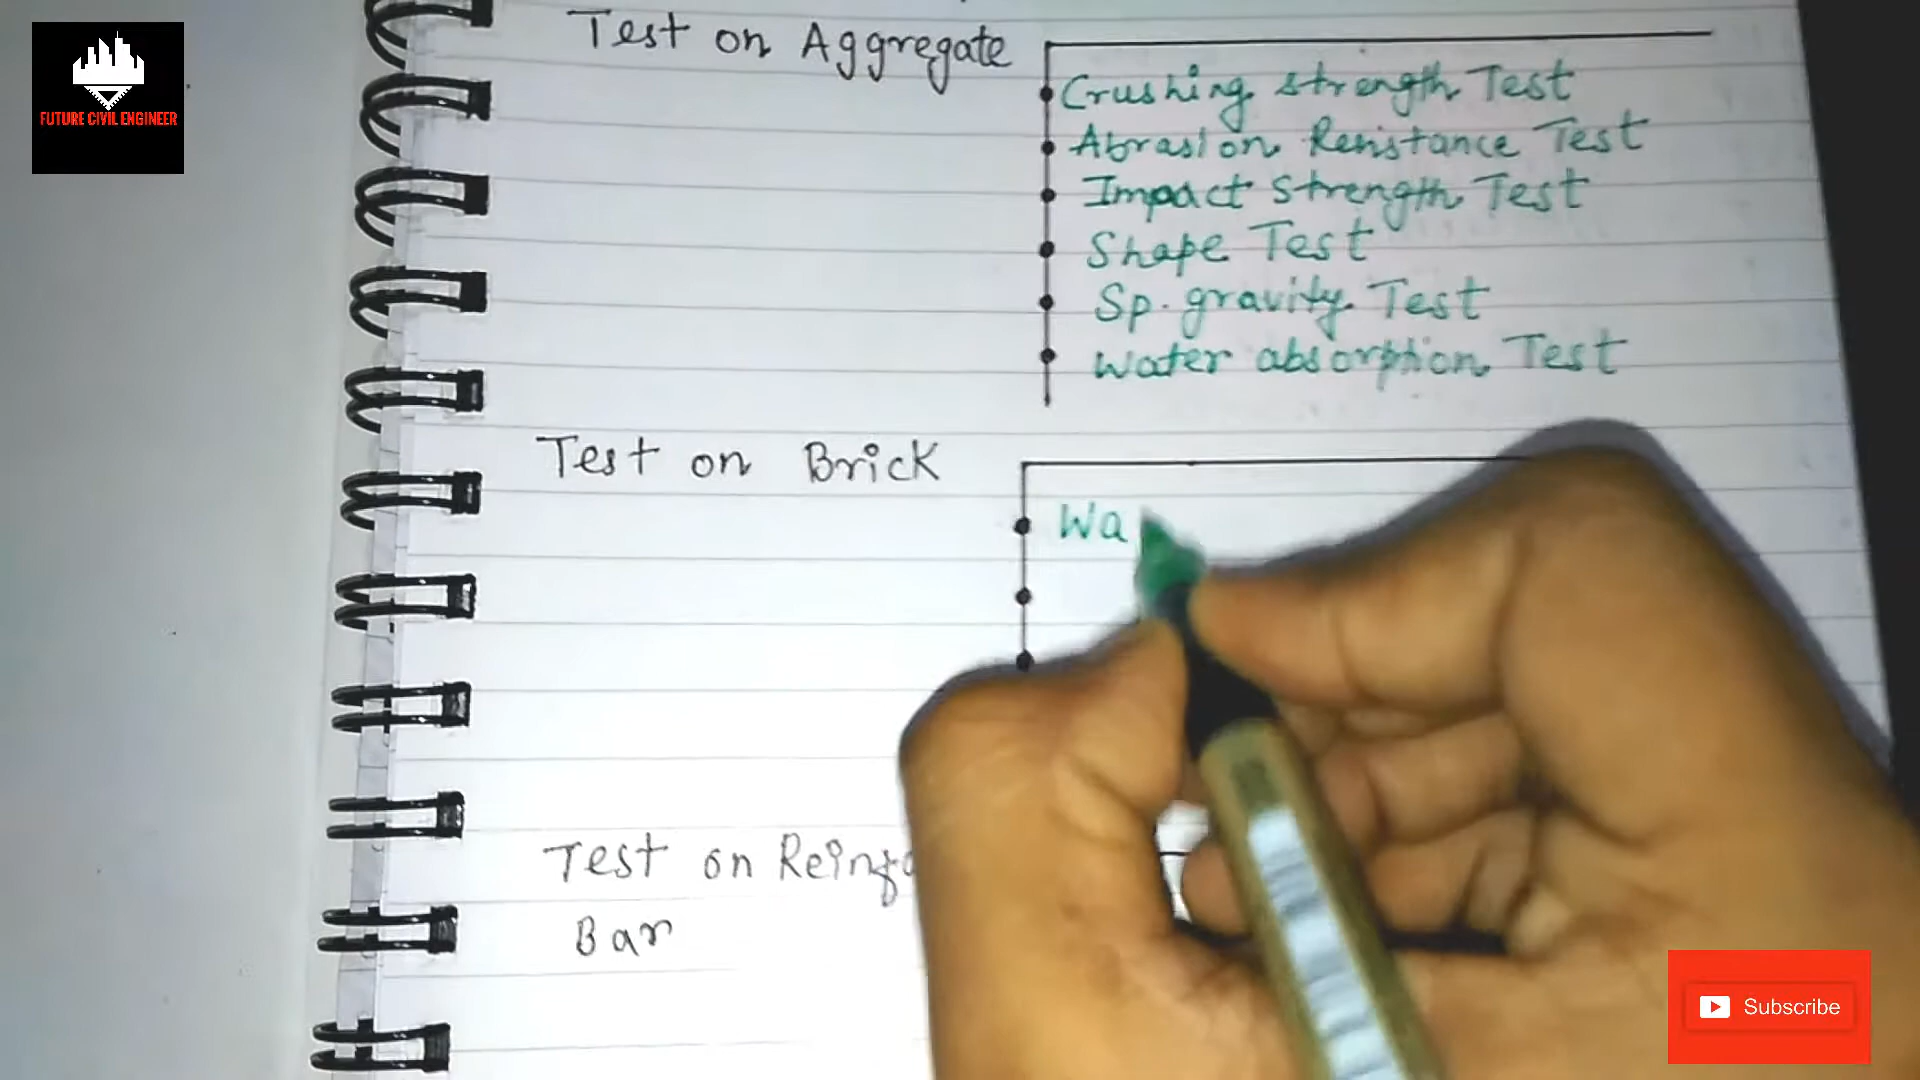 FUTURE CIVIL ENGINEER
Test on Aggregate
Crushing strength Test
Abrasion Resistance Test
Impact Strength Test
Shape Test
Sp. gravity Test
Water absorption Test
Test on Brick
Wa
Test on
Bar
Subscribe